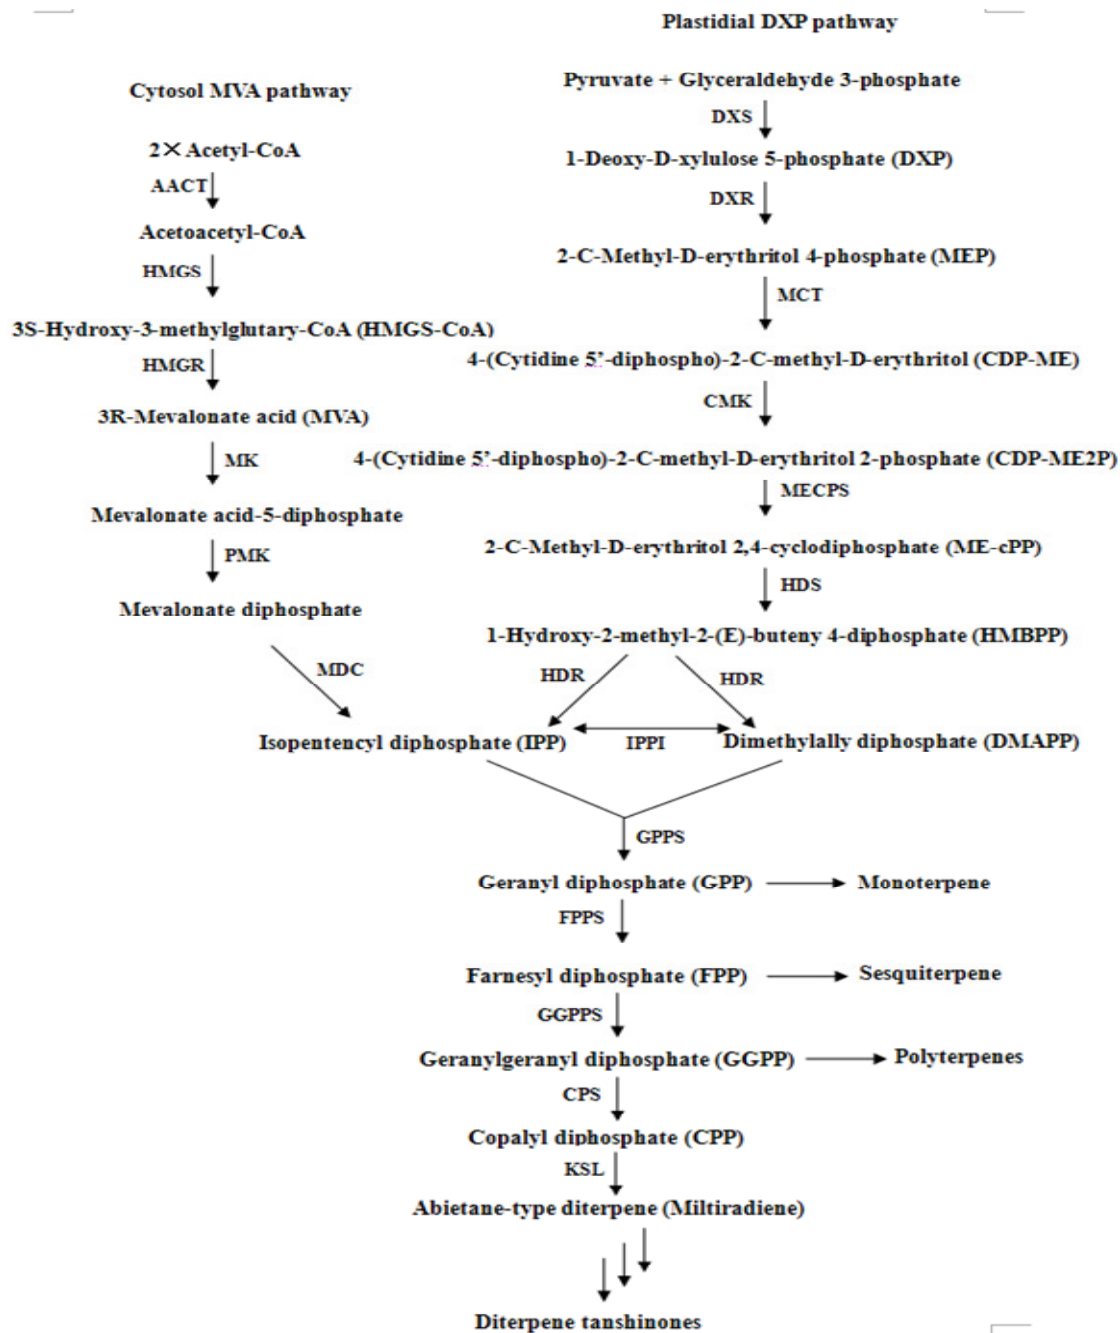 Plastidial DXP pathway
Cytosol MVA pathway
Pyruvate + Glyceraldehyde 3-phosphate
DXS
2× Acetyl-CoA
1-Deoxy-D-xylulose 5-phosphate (DXP)
AACT
DXR
Acetoacetyl-CoA
2-C-Methyl-D-erythritol 4-phosphate (MEP)
HMGS
MCT
3S-Hydroxy-3-methylglutary-CoA (HMGS-CoA)
4-(Cytidine 5’-diphospho)-2-C-methyl-D-erythritol (CDP-ME)
HMGR
CMK
3R-Mevalonate acid (MVA)
MK
4-(Cytidine 5’-diphospho)-2-C-methyl-D-erythritol 2-phosphate (CDP-ME2P)
MECPS
Mevalonate acid-5-diphosphate
2-C-Methyl-D-erythritol 2,4-cyclodiphosphate (ME-cPP)
PMK
HDS
Mevalonate diphosphate
1-Hydroxy-2-methyl-2-(E)-buteny 4-diphosphate (HMBPP)
MDC
HDR
HDR
Isopentencyl diphosphate (IPP)
IPPI
Dimethylally diphosphate (DMAPP)
GPPS
Geranyl diphosphate (GPP)
Monoterpene
FPPS
Farnesyl diphosphate (FPP)
Sesquiterpene
GGPPS
Geranylgeranyl diphosphate (GGPP)
Polyterpenes
CPS
Copalyl diphosphate (CPP)
KSL
Abietane-type diterpene (Miltiradiene)
Diterpene tanshinones